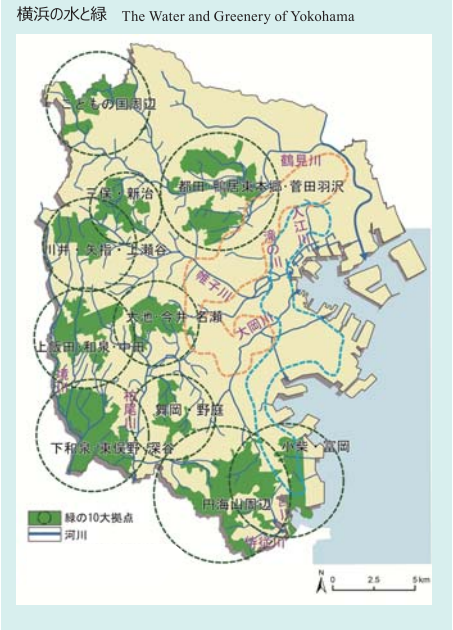 横浜の水と緑 The Water and Greenery of Yokohama
こどもの国周辺
鶴見川
三保・新治
都田・鴨居東本郷・菅田羽沢
入江川
滝の川
川井・矢指・上瀬谷
帷子川
大池・今井・名瀬
大岡川
上飯田・和泉・中田
境川
柏尾川
舞岡・野庭
下和泉・東俣野・深谷
小柴・富岡
円海山周辺
宮川
侍従川
緑の10大拠点
河川
N
0 2.5 5km